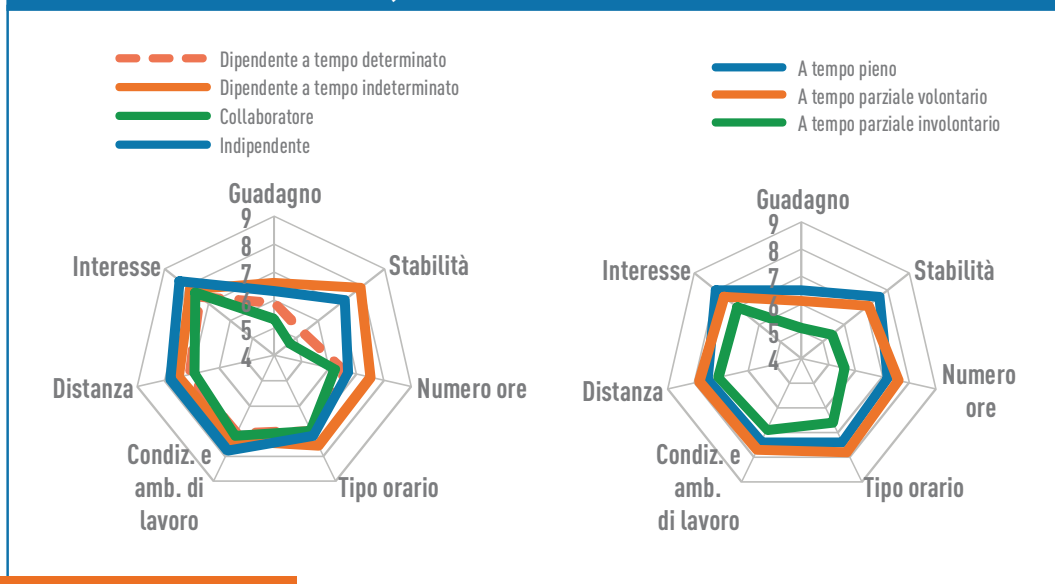 Dipendente a tempo determinato
Dipendente a tempo indeterminato
Collaboratore
Indipendente
Guadagno
9
8
7
6
5
4
Interesse
Stabilità
Distanza
Numero ore
Condiz. e
amb. di
lavoro
Tipo orario
A tempo pieno
A tempo parziale volontario
A tempo parziale involontario
Guadagno
9
8
7
6
5
4
Interesse
Stabilità
Distanza
Numero
ore
Condiz. e
amb.
di lavoro
Tipo orario